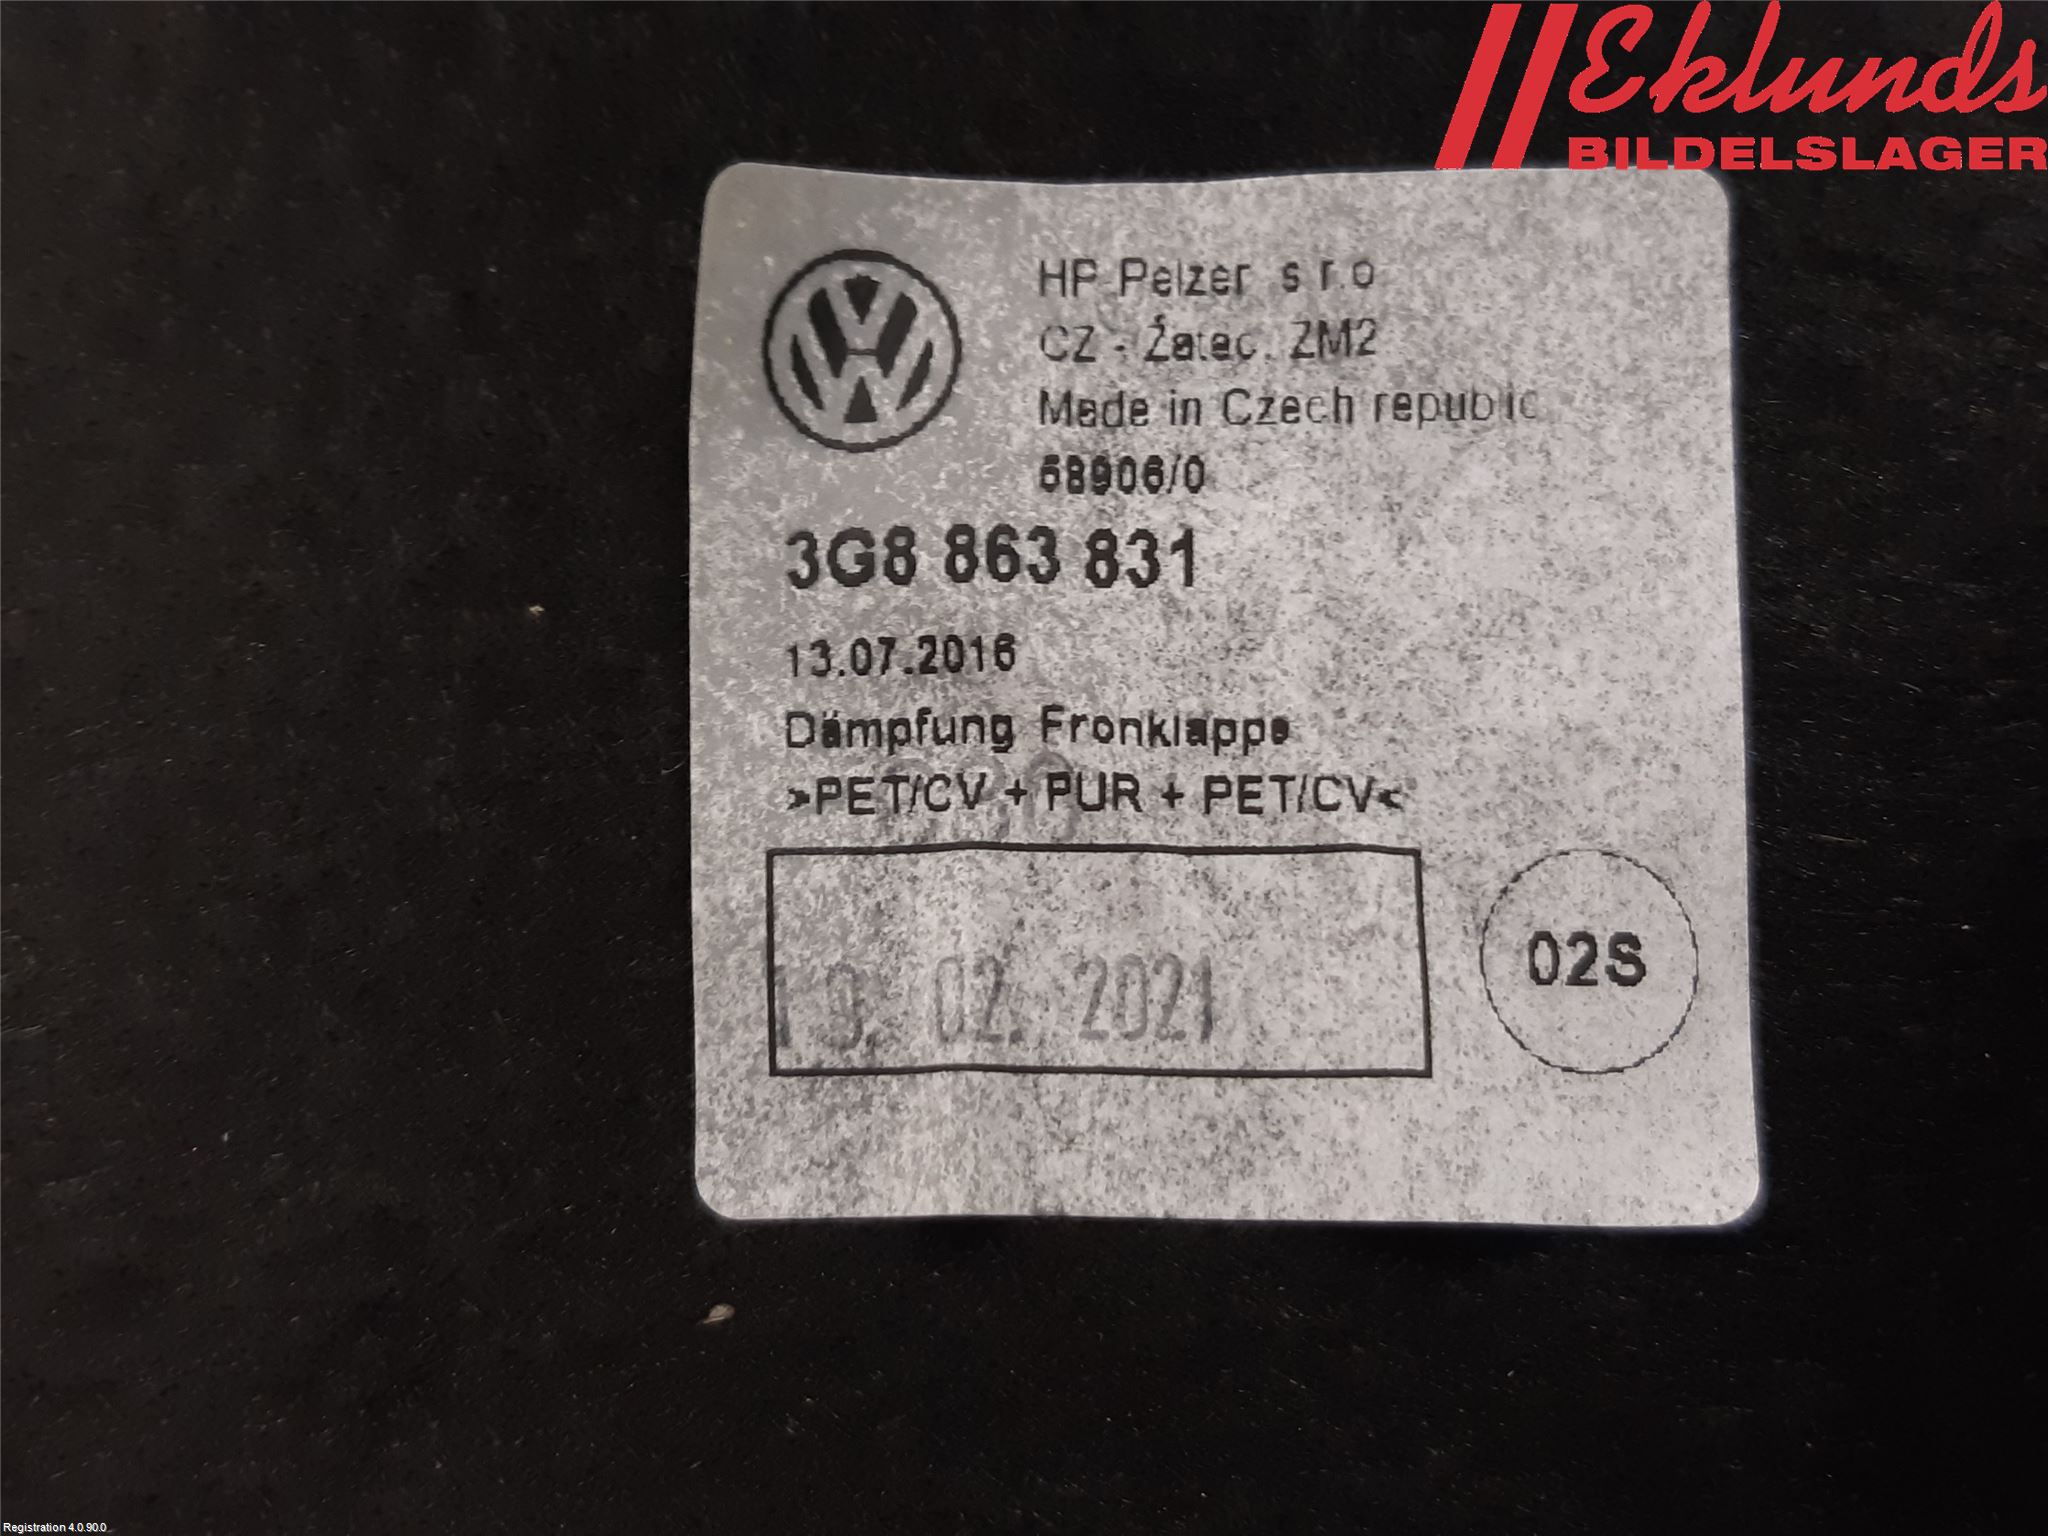 Eklunds
BILDELSLAGER
HP Pelzer s r.o
CZ - Žatec. ZM2
Made in Czech republic
68906/0
3G8 863 831
13.07.2016
Dämpfung Fronklappe
>PET/CV + PUR + PET/CV<
19. 02. 2021
02S
Registration 4.0.90.0